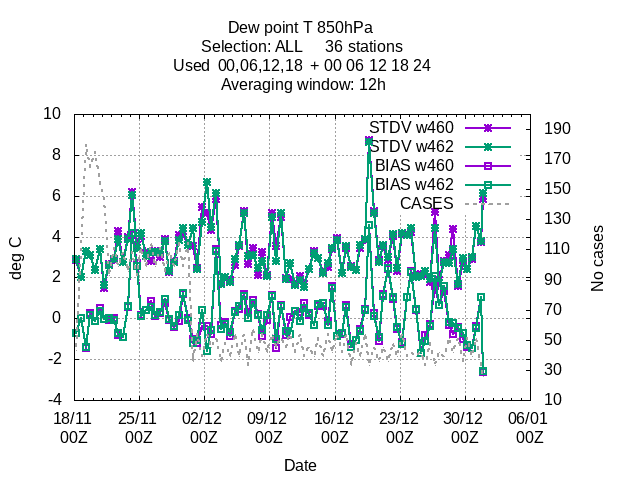 Dew point T 850hPa
Selection: ALL 36 stations
Used 00,06,12,18 + 00 06 12 18 24
Averaging window: 12h
STDV w460
STDV w462
BIAS w460
BIAS w462
CASES
deg C
10
8
6
4
2
0
-2
-4
No cases
190
170
150
130
110
90
70
50
30
10
18/11 25/11 02/12 09/12 16/12 23/12 30/12 06/01
00Z 00Z 00Z 00Z 00Z 00Z 00Z 00Z
Date